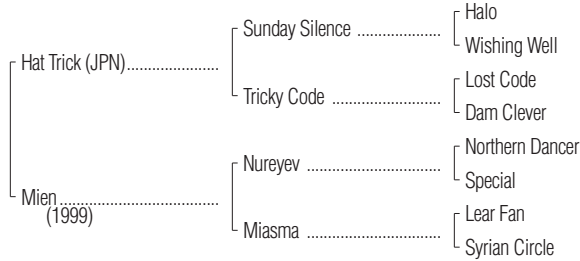 Halo
Sunday Silence ....................
Wishing Well
Hat Trick (JPN)......................
Lost Code
Tricky Code ..........................
Dam Clever
Northern Dancer
Nureyev ................................
Special
Mien......................................
(1999)
Lear Fan
Miasma ................................
Syrian Circle